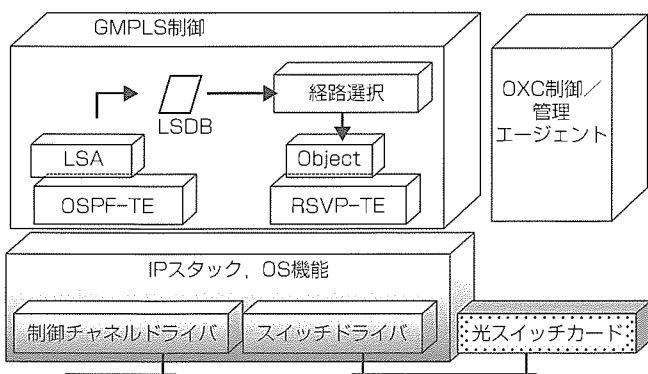 GMPLS制御
経路選択
LSDB
LSA
Object
OSPF-TE
RSVP-TE
OXC制御／
管理
エージェント
IPスタック，OS機能
制御チャネルドライバ
スイッチドライバ
光スイッチカード